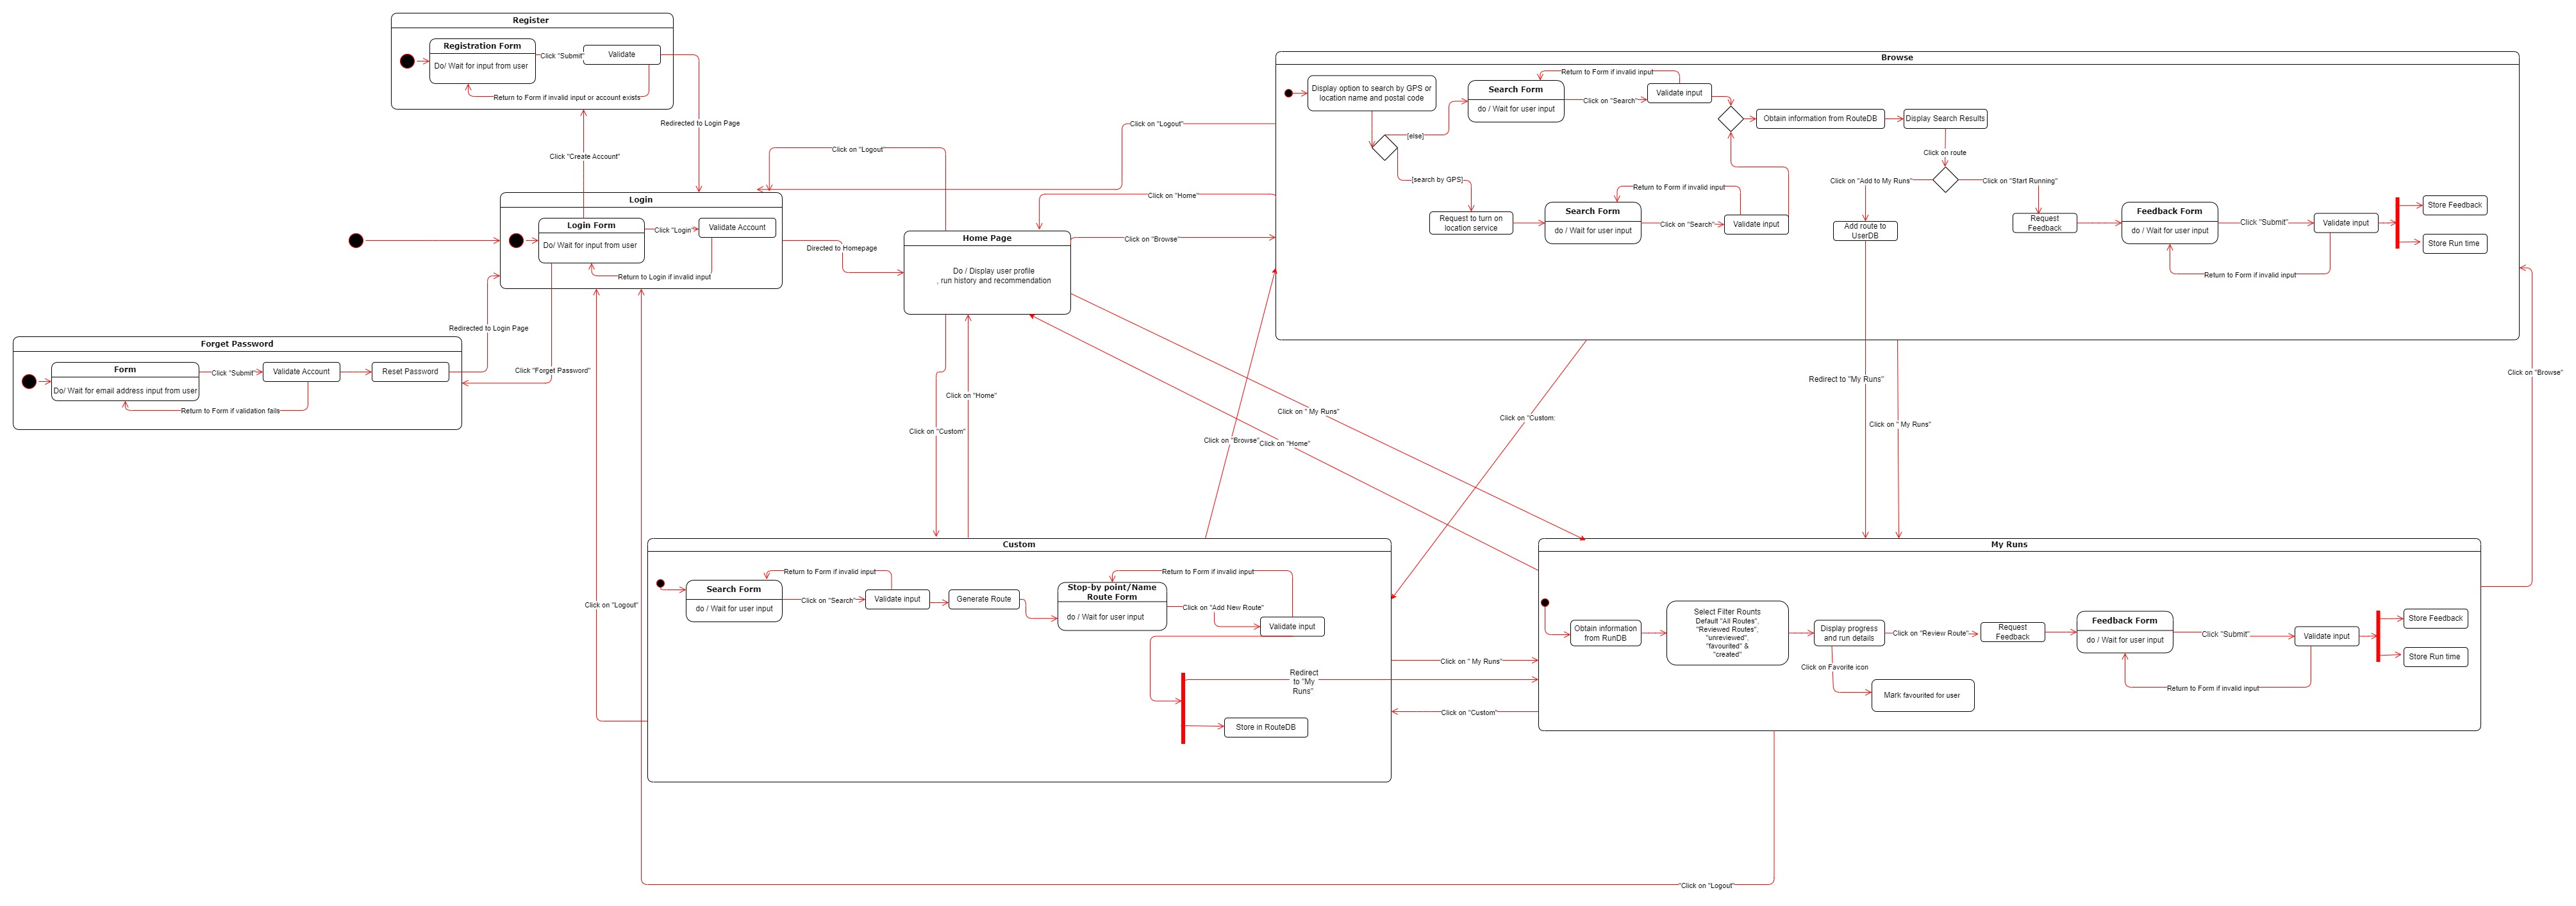 Register
Registration Form
Do/ Wait for input from user
Click "Submit"
Validate
Return to Form if invalid input or account exists
Redirected to Login Page
Click "Create Account"
Login
Login Form
Do/ Wait for input from user
Click "Login"
Validate Account
Return to Login if invalid input
Directed to Homepage
Redirected to Login Page
Click "Forget Password"
Forget Password
Form
Do/ Wait for email address input from user
Click "Submit"
Validate Account
Reset Password
Return to Form if validation fails
Click on "Logout"
Click on "Logout"
Click on "Home"
Click on "Browse"
Home Page
Do / Display user profile
, run history and recommendation
Browse
Display option to search by GPS or
location name and postal code
[else]
[search by GPS]
Search Form
do / Wait for user input
Click on "Search"
Return to Form if invalid input
Validate input
Request to turn on
location service
Search Form
do / Wait for user input
Click on "Search"
Return to Form if invalid input
Validate input
Obtain information from RouteDB
Display Search Results
Click on route
Click on "Add to My Runs"
Click on "Start Running"
Add route to
UserDB
Request
Feedback
Feedback Form
do / Wait for user input
Click "Submit"
Validate input
Return to Form if invalid input
Store Feedback
Store Run time
Click on "Custom"
Click on "Home"
Click on "Browse"
Click on "Home"
Click on " My Runs"
Click on "Custom:
Redirect to "My Runs"
Click on " My Runs"
Click on "Browse"
Click on "Logout"
Custom
Search Form
do / Wait for user input
Click on "Search"
Return to Form if invalid input
Validate input
Generate Route
Stop-by point/Name
Route Form
do / Wait for user input
Return to Form if invalid input
Click on "Add New Route"
Validate input
Redirect
to "My
Runs"
Store in RouteDB
Click on " My Runs"
Click on "Custom"
My Runs
Obtain information
from RunDB
Select Filter Rounts
Default "All Routes",
"Reviewed Routes",
"unreviewed",
"favourited" &
"created"
Display progress
and run details
Click on "Review Route"
Click on Favorite icon
Mark favourited for user
Request
Feedback
Feedback Form
do / Wait for user input
Click "Submit"
Validate input
Return to Form if invalid input
Store Feedback
Store Run time
"Click on "Logout"